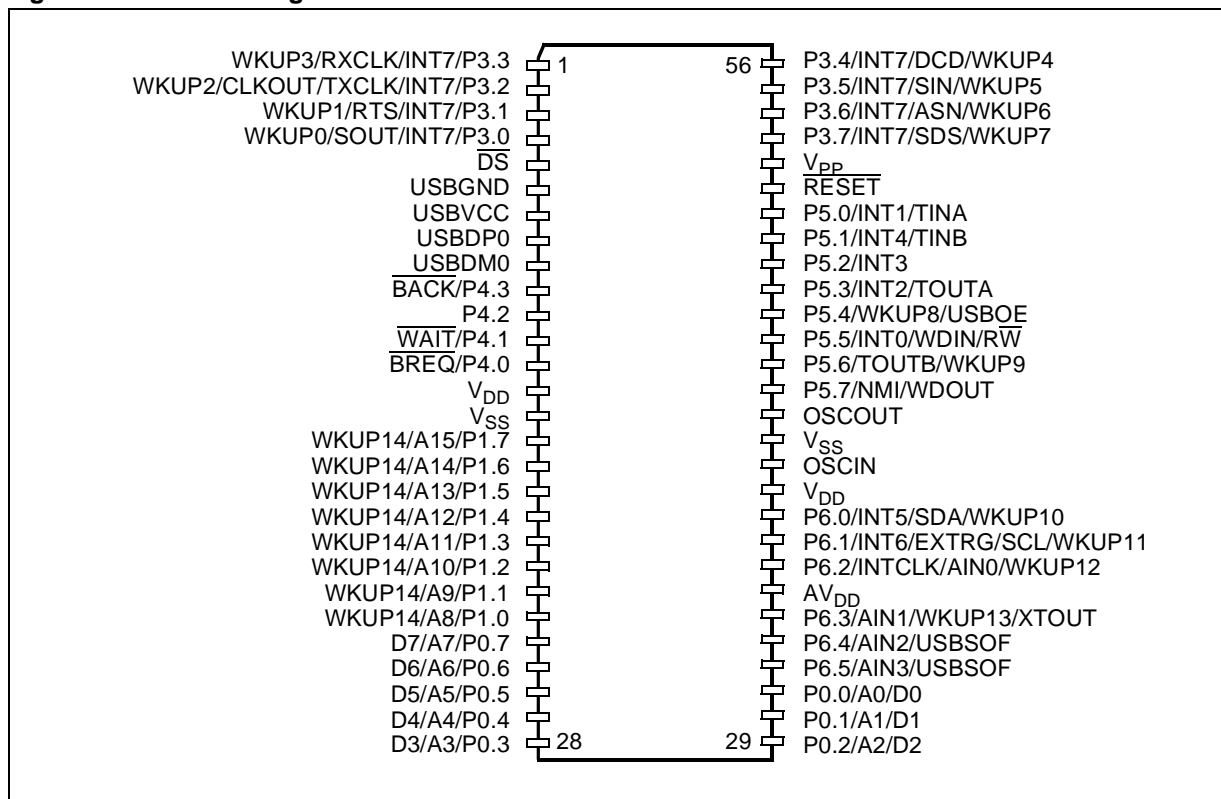 WKUP3/RXCLK/INT7/P3.3
WKUP2/CLKOUT/TXCLK/INT7/P3.2
WKUP1/RTS/INT7/P3.1
WKUP0/SOUT/INT7/P3.0
DS
USBGND
USBVCC
USBDP0
USBDM0
BACK/P4.3
P4.2
WAIT/P4.1
BREQ/P4.0
VDD
VSS
WKUP14/A15/P1.7
WKUP14/A14/P1.6
WKUP14/A13/P1.5
WKUP14/A12/P1.4
WKUP14/A11/P1.3
WKUP14/A10/P1.2
WKUP14/A9/P1.1
WKUP14/A8/P1.0
D7/A7/P0.7
D6/A6/P0.6
D5/A5/P0.5
D4/A4/P0.4
D3/A3/P0.3
1
28
56
29
P3.4/INT7/DCD/WKUP4
P3.5/INT7/SIN/WKUP5
P3.6/INT7/ASN/WKUP6
P3.7/INT7/SDS/WKUP7
VPP
RESET
P5.0/INT1/TINA
P5.1/INT4/TINB
P5.2/INT3
P5.3/INT2/TOUTA
P5.4/WKUP8/USBOE
P5.5/INT0/WDIN/RW
P5.6/TOUTB/WKUP9
P5.7/NMI/WDOUT
OSCOUT
VSS
OSCIN
VDD
P6.0/INT5/SDA/WKUP10
P6.1/INT6/EXTRG/SCL/WKUP11
P6.2/INTCLK/AIN0/WKUP12
AVDD
P6.3/AIN1/WKUP13/XTOUT
P6.4/AIN2/USBSOF
P6.5/AIN3/USBSOF
P0.0/A0/D0
P0.1/A1/D1
P0.2/A2/D2